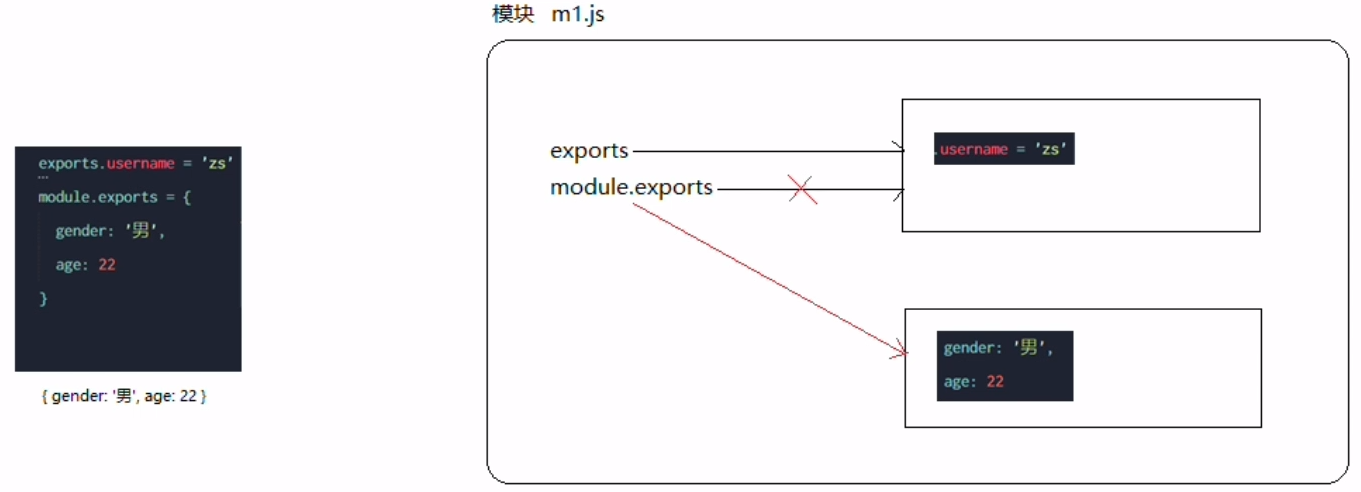 模块 m1.js
exports.username = 'zs'
...
module.exports = {
gender: '男',
age: 22
}
{ gender: '男', age: 22 }
exports
.username = 'zs'
module.exports
gender: '男',
age: 22